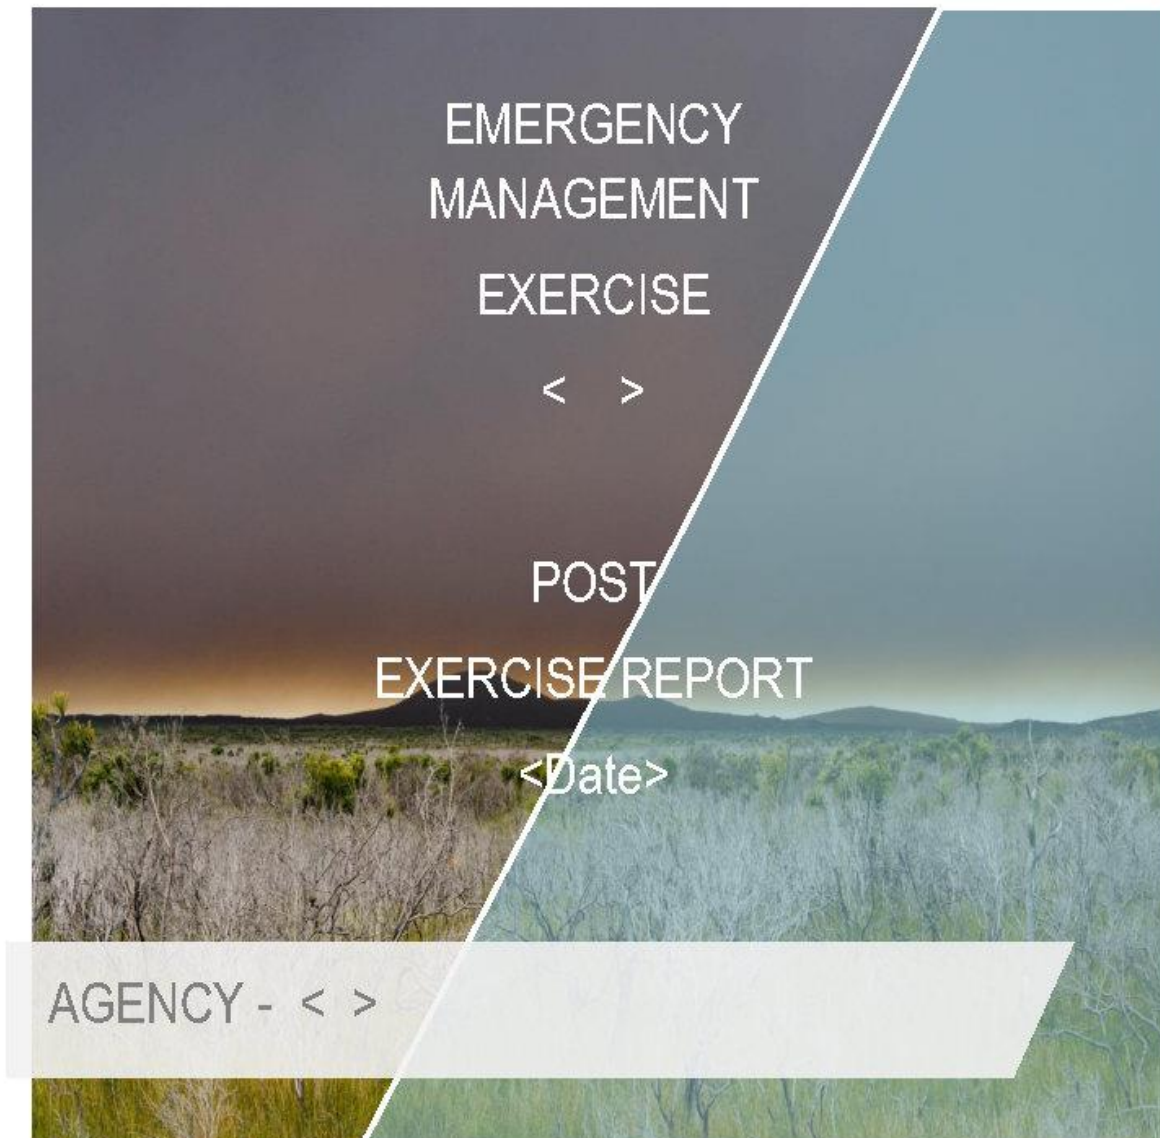 EMERGENCY
MANAGEMENT
EXERCISE
< >
POST
EXERCISE REPORT
<Date>
AGENCY - < >